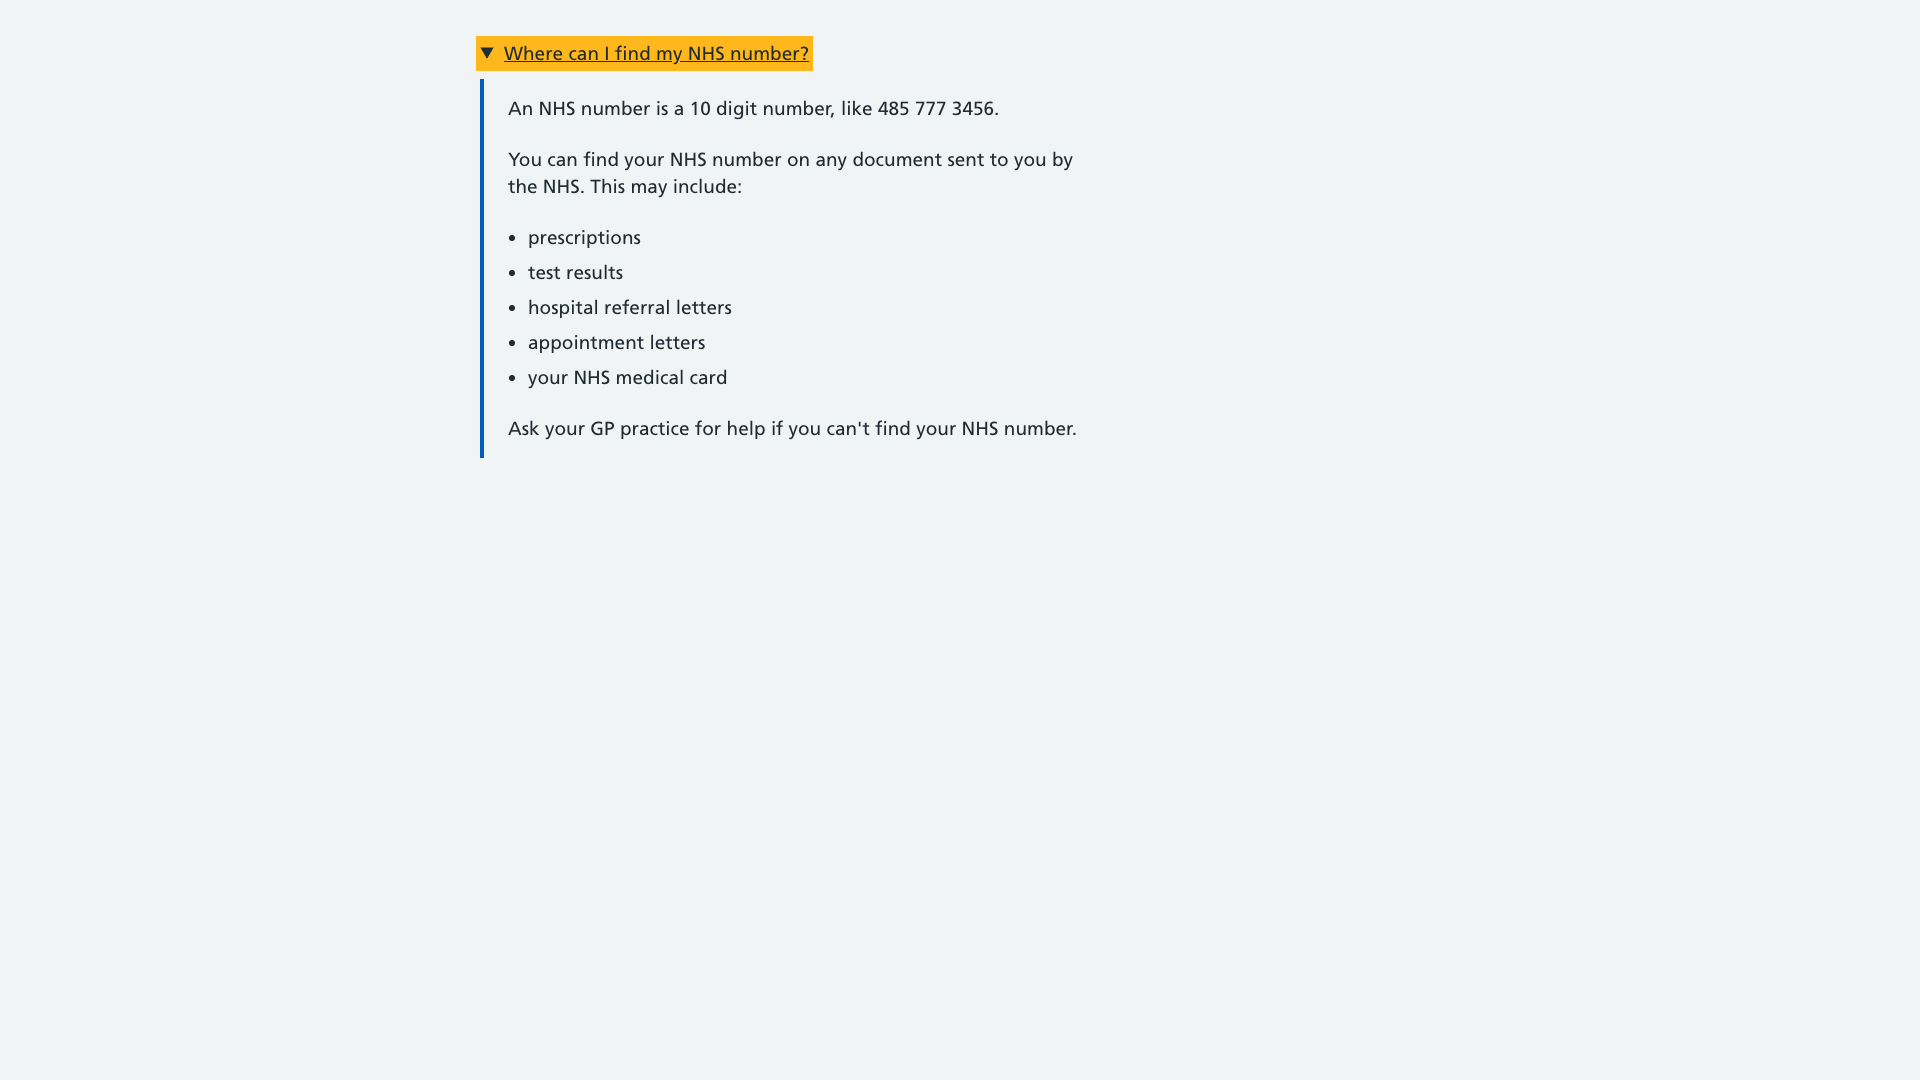 Where can I find my NHS number?
An NHS number is a 10 digit number, like 485 777 3456.
You can find your NHS number on any document sent to you by
the NHS. This may include:
• prescriptions
• test results
• hospital referral letters
• appointment letters
• your NHS medical card
Ask your GP practice for help if you can't find your NHS number.